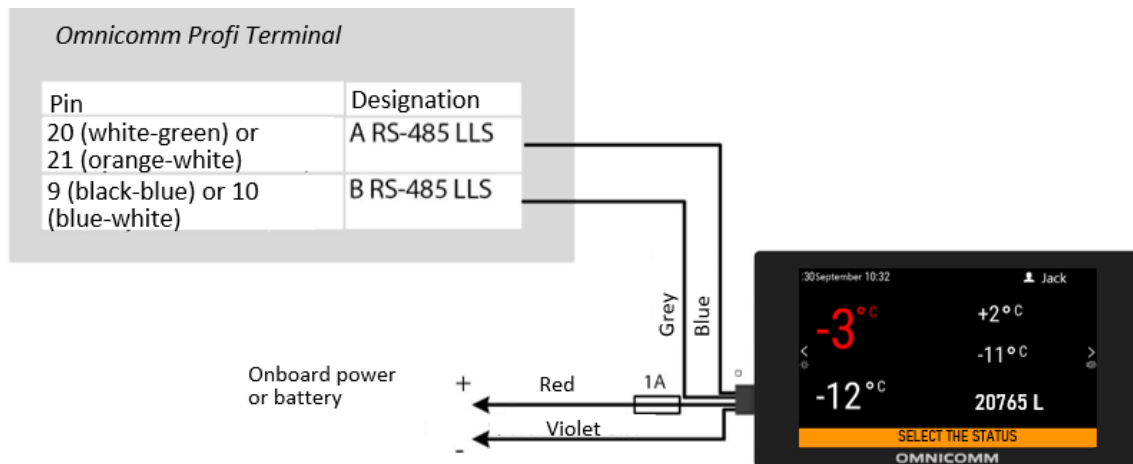 Omnicomm Profi Terminal
Pin Designation
20 (white-green) or A RS-485 LLS
21 (orange-white)
9 (black-blue) or 10 B RS-485 LLS
(blue-white)
Grey
Blue
Onboard power
or battery
+
Red
1A
Violet
-
:30September 10:32 Jack
-3°C +2°C
-11°C
-12°C 20765 L
< >
SELECT THE STATUS
OMNICOMM